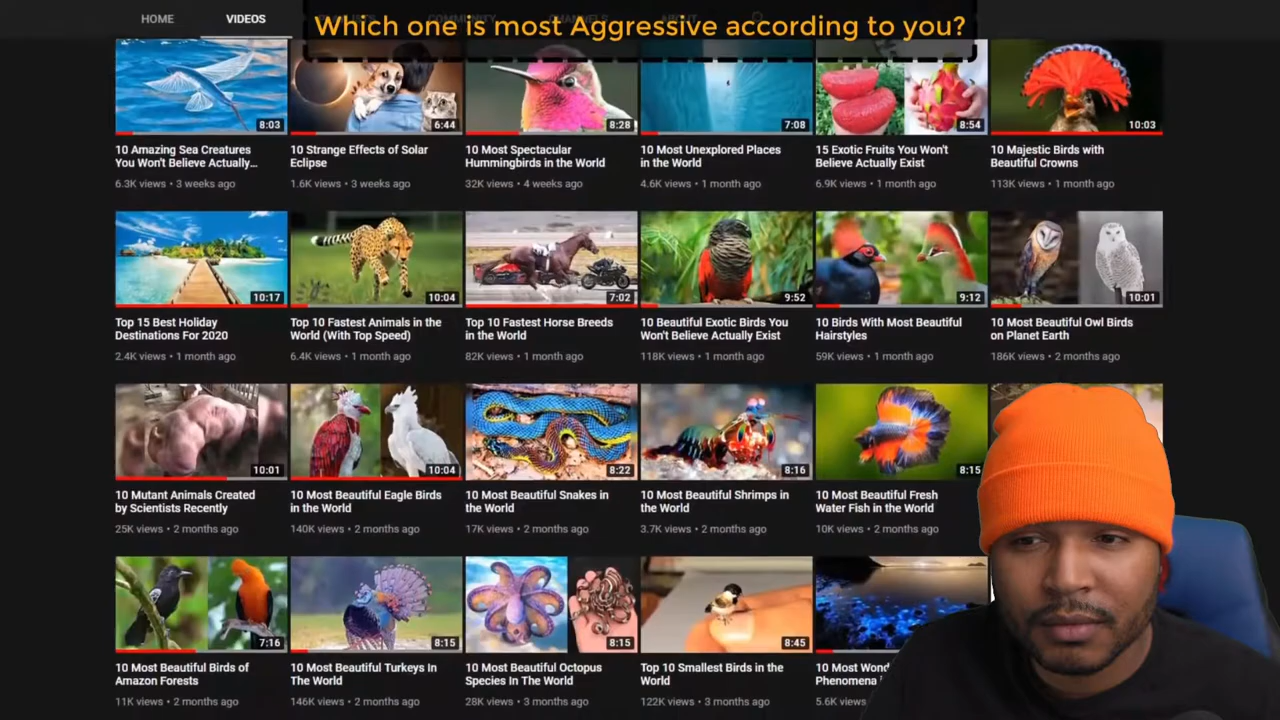 HOME
VIDEOS
Which one is most Aggressive according to you?
8:03
6:44
8:28
7:08
8:54
10:03
10 Amazing Sea Creatures
You Won't Believe Actually...
6.3K views • 3 weeks ago
10 Strange Effects of Solar
Eclipse
1.6K views • 3 weeks ago
10 Most Spectacular
Hummingbirds in the World
32K views • 4 weeks ago
10 Most Unexplored Places
in the World
4.6K views • 1 month ago
15 Exotic Fruits You Won't
Believe Actually Exist
6.9K views • 1 month ago
10 Majestic Birds with
Beautiful Crowns
113K views • 1 month ago
10:17
10:04
7:02
9:52
9:12
10:01
Top 15 Best Holiday
Destinations For 2020
2.4K views • 1 month ago
Top 10 Fastest Animals in the
World (With Top Speed)
6.4K views • 1 month ago
Top 10 Fastest Horse Breeds
in the World
82K views • 1 month ago
10 Beautiful Exotic Birds You
Won't Believe Actually Exist
118K views • 1 month ago
10 Birds With Most Beautiful
Hairstyles
59K views • 1 month ago
10 Most Beautiful Owl Birds
on Planet Earth
186K views • 2 months ago
10:01
10:04
8:22
8:16
8:15
10 Mutant Animals Created
by Scientists Recently
25K views • 2 months ago
10 Most Beautiful Eagle Birds
in the World
140K views • 2 months ago
10 Most Beautiful Snakes in
the World
17K views • 2 months ago
10 Most Beautiful Shrimps in
the World
3.7K views • 2 months ago
10 Most Beautiful Fresh
Water Fish in the World
10K views • 2 months ago
7:16
8:15
8:15
8:45
10 Most Beautiful Birds of
Amazon Forests
11K views • 2 months ago
10 Most Beautiful Turkeys In
The World
146K views • 2 months ago
10 Most Beautiful Octopus
Species In The World
28K views • 3 months ago
Top 10 Smallest Birds in the
World
122K views • 3 months ago
10 Most Wond
Phenomena i
5.6K views